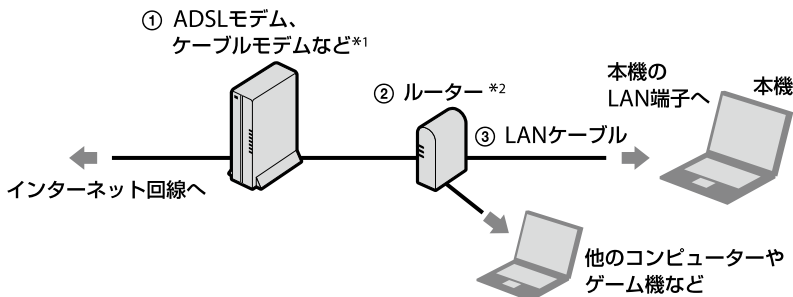 ① ADSLモデム、
ケーブルモデムなど*1
② ルーター *2
③ LANケーブル
本機の
LAN端子へ
本機
インターネット回線へ
他のコンピューターや
ゲーム機など